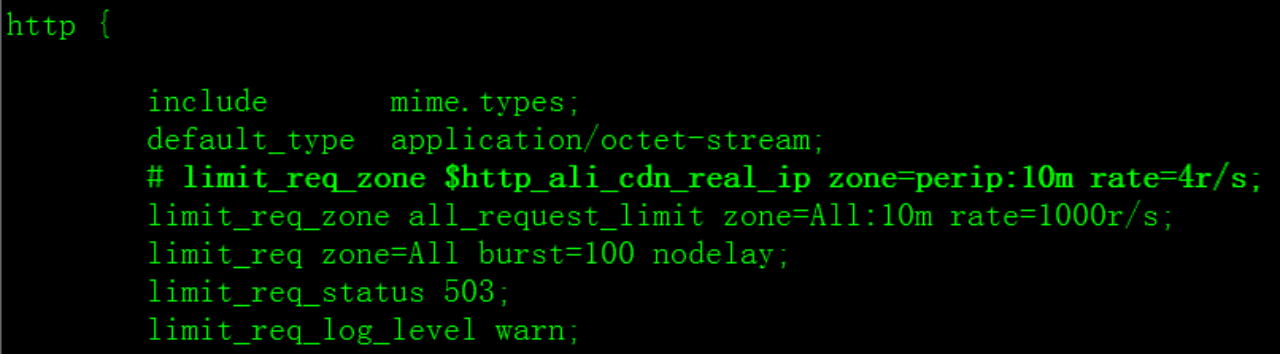 http {
include mime.types;
default_type application/octet-stream;
# limit_req_zone $http_ali_cdn_real_ip zone=perip:10m rate=4r/s;
limit_req_zone all_request_limit zone=All:10m rate=1000r/s;
limit_req zone=All burst=100 nodelay;
limit_req_status 503;
limit_req_log_level warn;